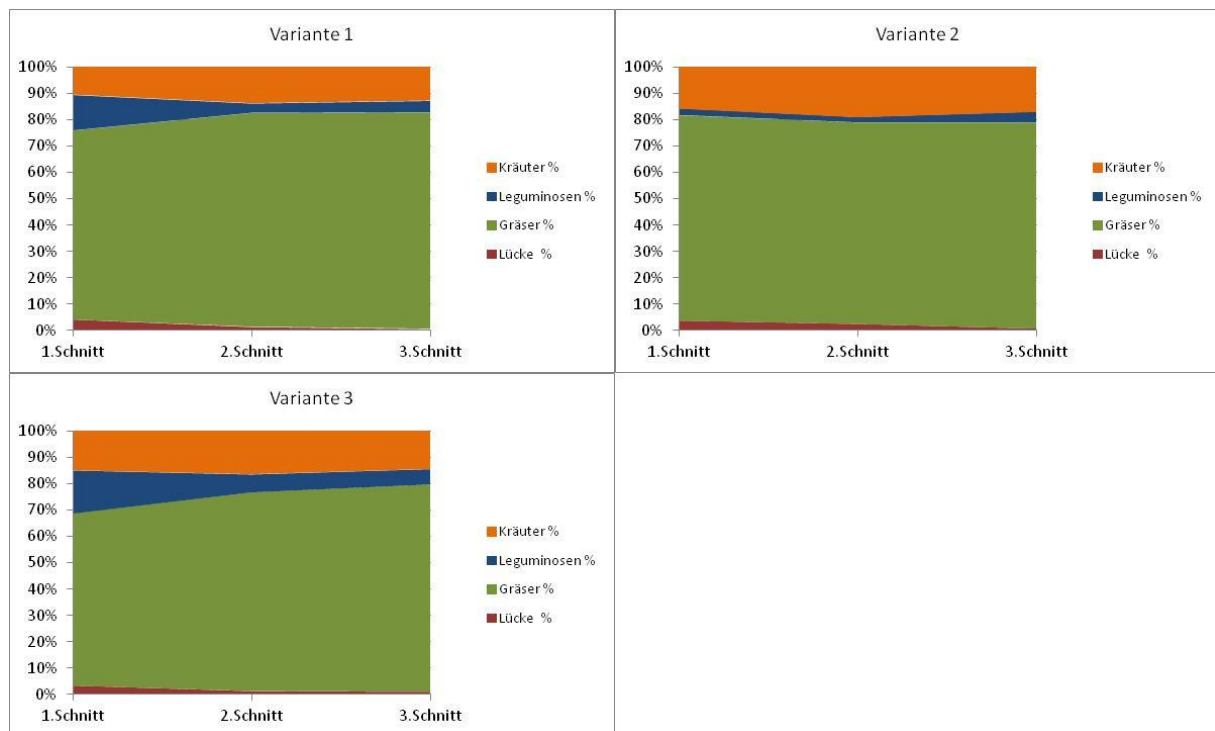 Variante 1
100%
90%
80%
70%
60%
50%
40%
30%
20%
10%
0%
1.Schnitt 2.Schnitt 3.Schnitt
Kräuter %
Leguminosen %
Gräser %
Lücke %
Variante 2
100%
90%
80%
70%
60%
50%
40%
30%
20%
10%
0%
1.Schnitt 2.Schnitt 3.Schnitt
Kräuter %
Leguminosen %
Gräser %
Lücke %
Variante 3
100%
90%
80%
70%
60%
50%
40%
30%
20%
10%
0%
1.Schnitt 2.Schnitt 3.Schnitt
Kräuter %
Leguminosen %
Gräser %
Lücke %